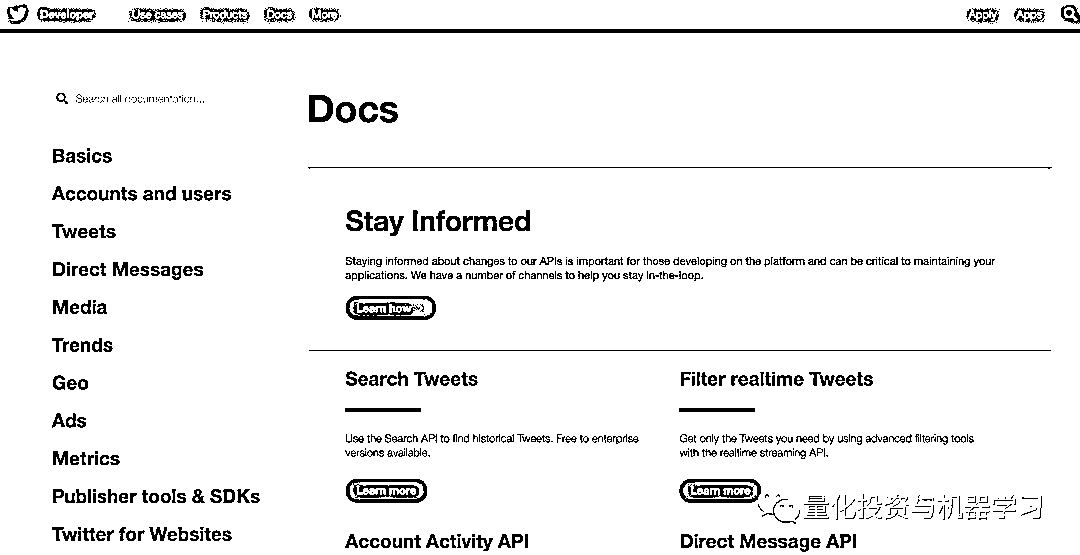 Developer Use cases Products Docs More Apply Apps
Search all documentation...
Docs
Basics
Accounts and users
Tweets
Direct Messages
Media
Trends
Geo
Ads
Metrics
Publisher tools & SDKs
Twitter for Websites
Stay Informed
Staying informed about changes to our APIs is important for those developing on the platform and can be critical to maintaining your
applications. We have a number of channels to help you stay in-the-loop.
Learn how
Search Tweets
Use the Search API to find historical Tweets. Free to enterprise
versions available.
Learn more
Filter realtime Tweets
Get only the Tweets you need by using advanced filtering tools
with the realtime streaming API.
Learn more
Account Activity API
Direct Message API
量化投资与机器学习